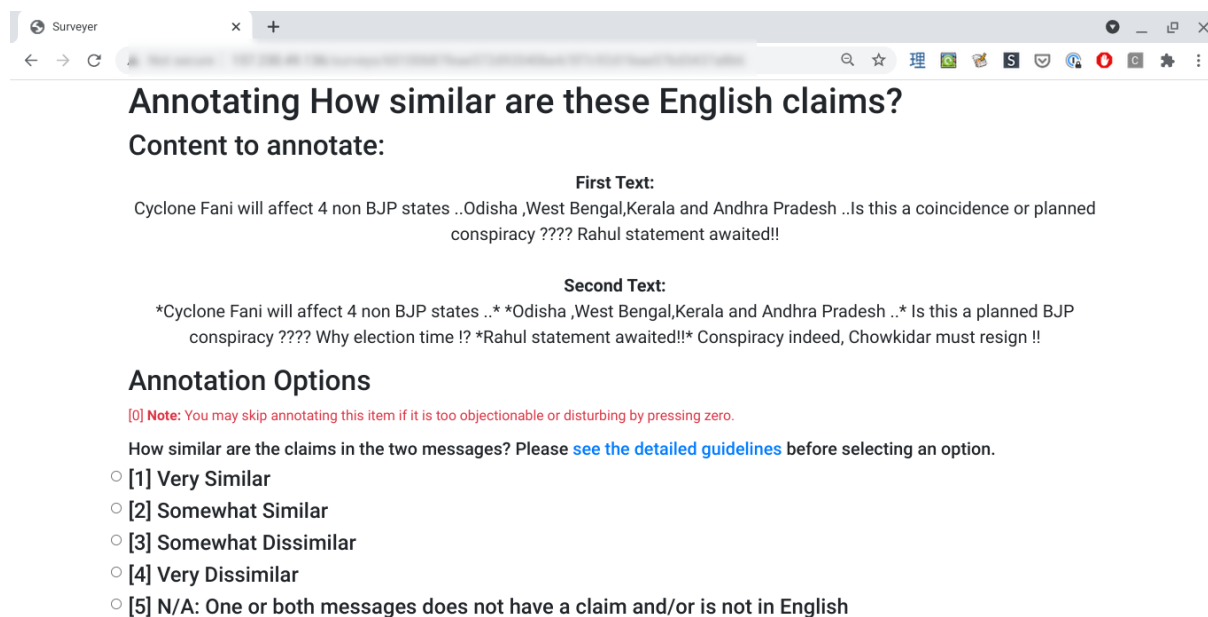 Surveyer
Annotating How similar are these English claims?
Content to annotate:
First Text:
Cyclone Fani will affect 4 non BJP states ..Odisha ,West Bengal,Kerala and Andhra Pradesh ..Is this a coincidence or planned
conspiracy ???? Rahul statement awaited!!
Second Text:
*Cyclone Fani will affect 4 non BJP states ..* *Odisha ,West Bengal,Kerala and Andhra Pradesh ..* Is this a planned BJP
conspiracy ???? Why election time !? *Rahul statement awaited!!* Conspiracy indeed, Chowkidar must resign !!
Annotation Options
[0] Note: You may skip annotating this item if it is too objectionable or disturbing by pressing zero.
How similar are the claims in the two messages? Please see the detailed guidelines before selecting an option.
[1] Very Similar
[2] Somewhat Similar
[3] Somewhat Dissimilar
[4] Very Dissimilar
[5] N/A: One or both messages does not have a claim and/or is not in English